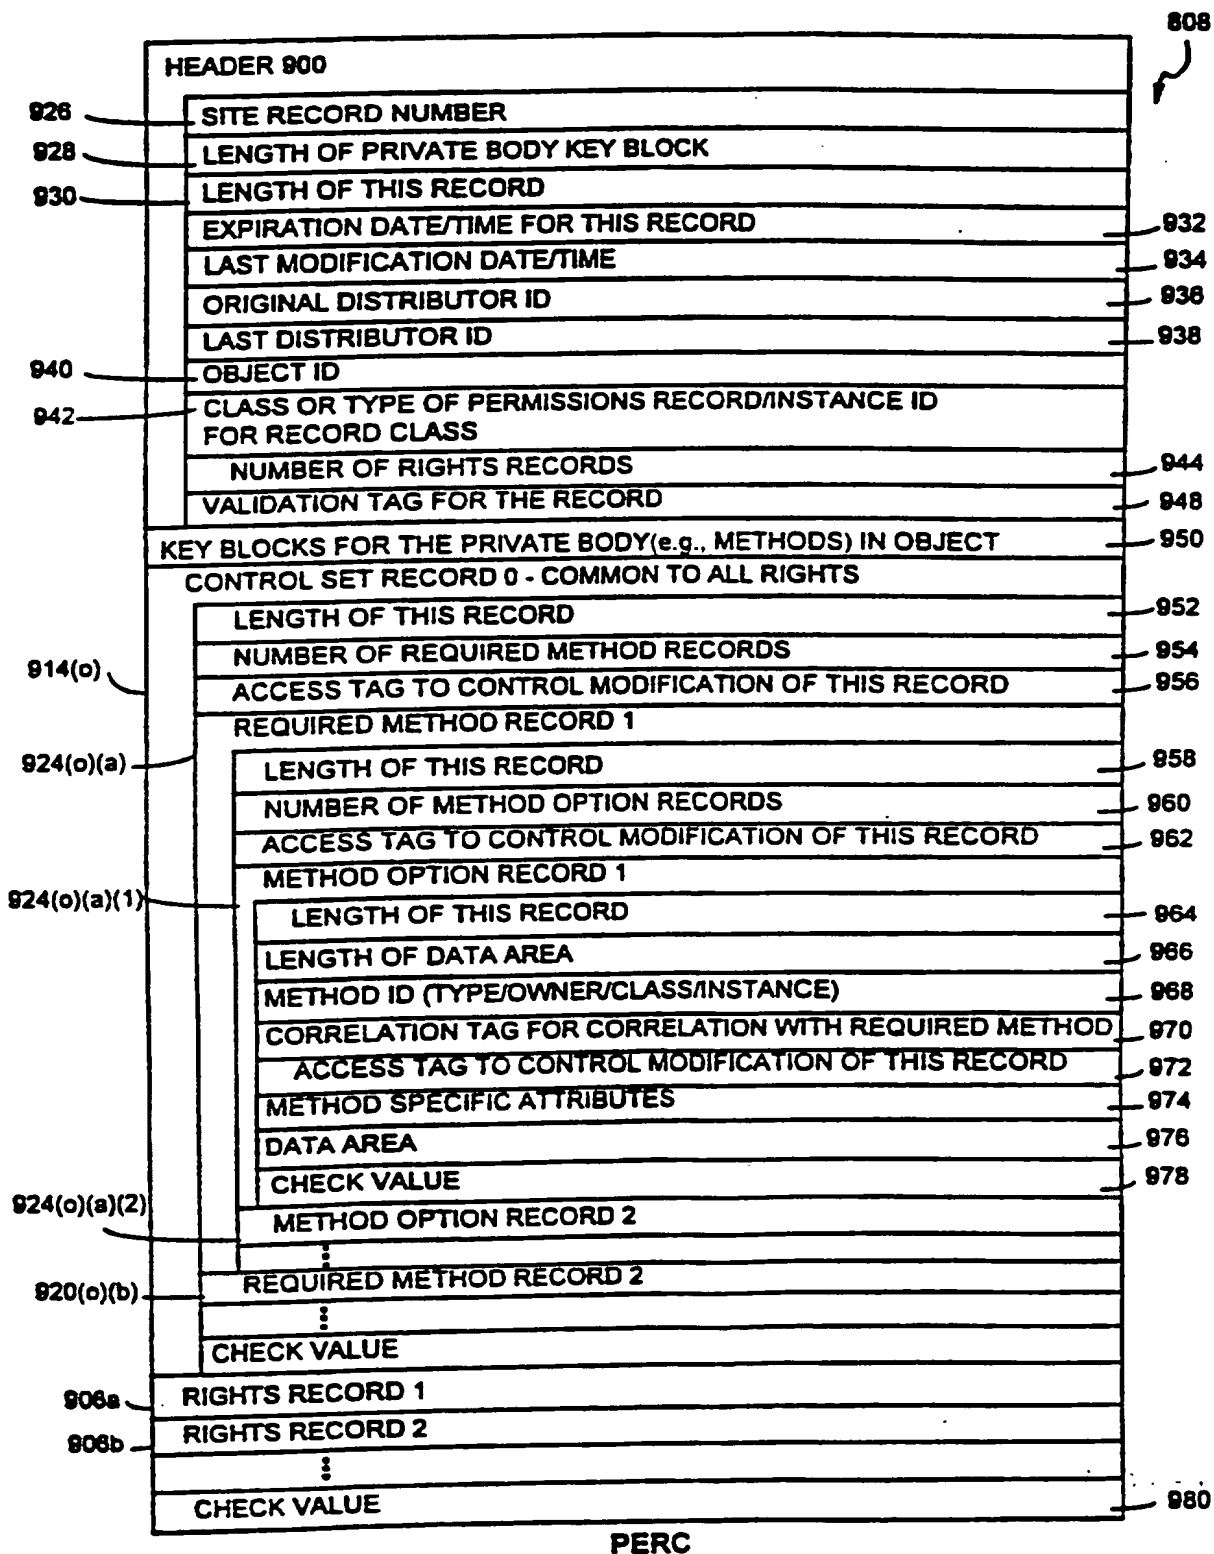 808
HEADER 900
926 SITE RECORD NUMBER
928 LENGTH OF PRIVATE BODY KEY BLOCK
930 LENGTH OF THIS RECORD
EXPIRATION DATE/TIME FOR THIS RECORD 932
LAST MODIFICATION DATE/TIME 934
ORIGINAL DISTRIBUTOR ID 936
LAST DISTRIBUTOR ID 938
940 OBJECT ID
942 CLASS OR TYPE OF PERMISSIONS RECORD/INSTANCE ID
FOR RECORD CLASS
NUMBER OF RIGHTS RECORDS 944
VALIDATION TAG FOR THE RECORD 948
KEY BLOCKS FOR THE PRIVATE BODY(e.g., METHODS) IN OBJECT 950
CONTROL SET RECORD 0 - COMMON TO ALL RIGHTS
LENGTH OF THIS RECORD 952
NUMBER OF REQUIRED METHOD RECORDS 954
914(o)
ACCESS TAG TO CONTROL MODIFICATION OF THIS RECORD 956
REQUIRED METHOD RECORD 1
924(o)(a)
LENGTH OF THIS RECORD 958
NUMBER OF METHOD OPTION RECORDS 960
ACCESS TAG TO CONTROL MODIFICATION OF THIS RECORD 962
METHOD OPTION RECORD 1
924(o)(a)(1)
LENGTH OF THIS RECORD 964
LENGTH OF DATA AREA 966
METHOD ID (TYPE/OWNER/CLASS/INSTANCE) 968
CORRELATION TAG FOR CORRELATION WITH REQUIRED METHOD 970
ACCESS TAG TO CONTROL MODIFICATION OF THIS RECORD 972
METHOD SPECIFIC ATTRIBUTES 974
DATA AREA 976
CHECK VALUE 978
924(o)(a)(2)
METHOD OPTION RECORD 2
REQUIRED METHOD RECORD 2
920(o)(b)
CHECK VALUE
906a RIGHTS RECORD 1
906b RIGHTS RECORD 2
CHECK VALUE 980
PERC